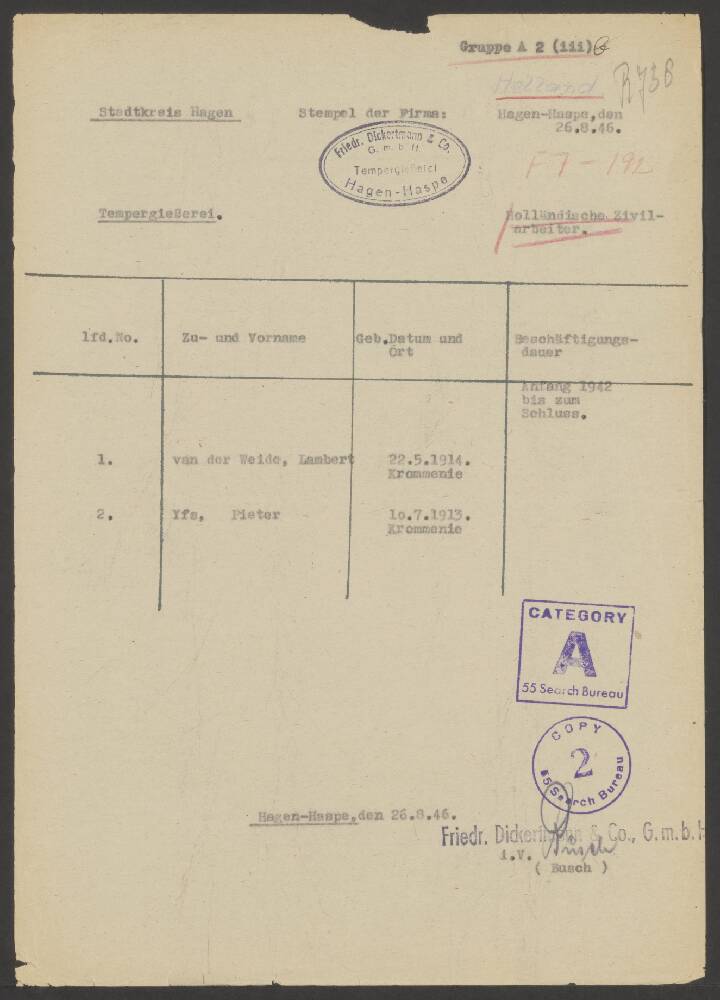 Gruppe A 2 (iii)
Holland
R 736
Stadtkreis Hagen
Stempel der Firma:
Hagen-Haspe,den
26.8.46.
Friedr. Dickertmann & Co.
G. m. b. H.
Tempergießerei
Hagen-Haspe
F 7 - 192
Tempergießerei.
Holländische Zivil-
arbeiter.
lfd.No.
Zu- und Vorname
Geb.Datum und
Ort
Beschäftigungs-
dauer
Anfang 1942
bis zum
Schluss.
1. van der Weide, Lambert 22.5.1914.
Krommenie
2. Yfs, Pieter 10.7.1913.
Krommenie
CATEGORY
A
55 Search Bureau
COPY
2
55 Search Bureau
Hagen-Haspe,den 26.8.46.
Friedr. Dickertmann & Co., G.m.b.H
i.V. Busch
( Busch )